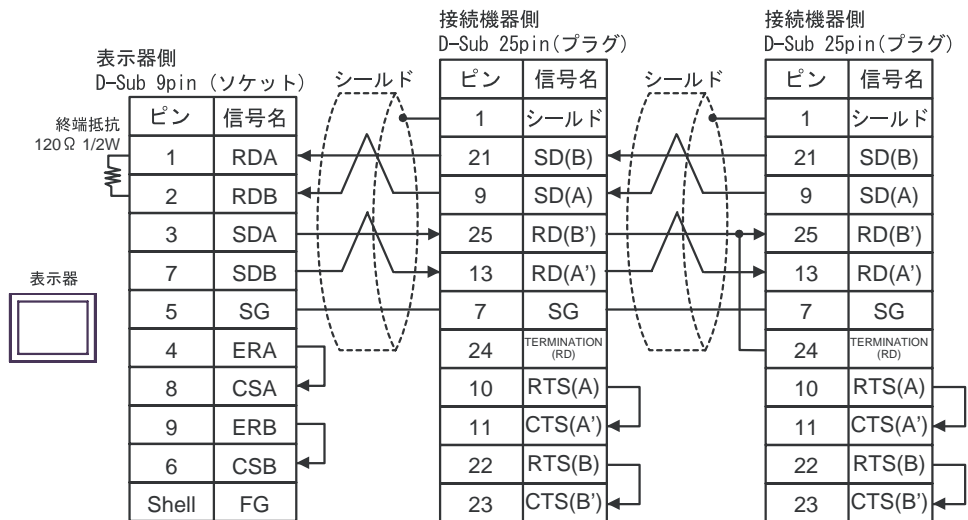 表示器側
D-Sub 9pin (ソケット)
終端抵抗
120Ω 1/2W
表示器
ピン 信号名
1 RDA
2 RDB
3 SDA
7 SDB
5 SG
4 ERA
8 CSA
9 ERB
6 CSB
Shell FG
シールド
接続機器側
D-Sub 25pin(プラグ)
ピン 信号名
1 シールド
21 SD(B)
9 SD(A)
25 RD(B')
13 RD(A')
7 SG
24 TERMINATION
(RD)
10 RTS(A)
11 CTS(A')
22 RTS(B)
23 CTS(B')
シールド
接続機器側
D-Sub 25pin(プラグ)
ピン 信号名
1 シールド
21 SD(B)
9 SD(A)
25 RD(B')
13 RD(A')
7 SG
24 TERMINATION
(RD)
10 RTS(A)
11 CTS(A')
22 RTS(B)
23 CTS(B')